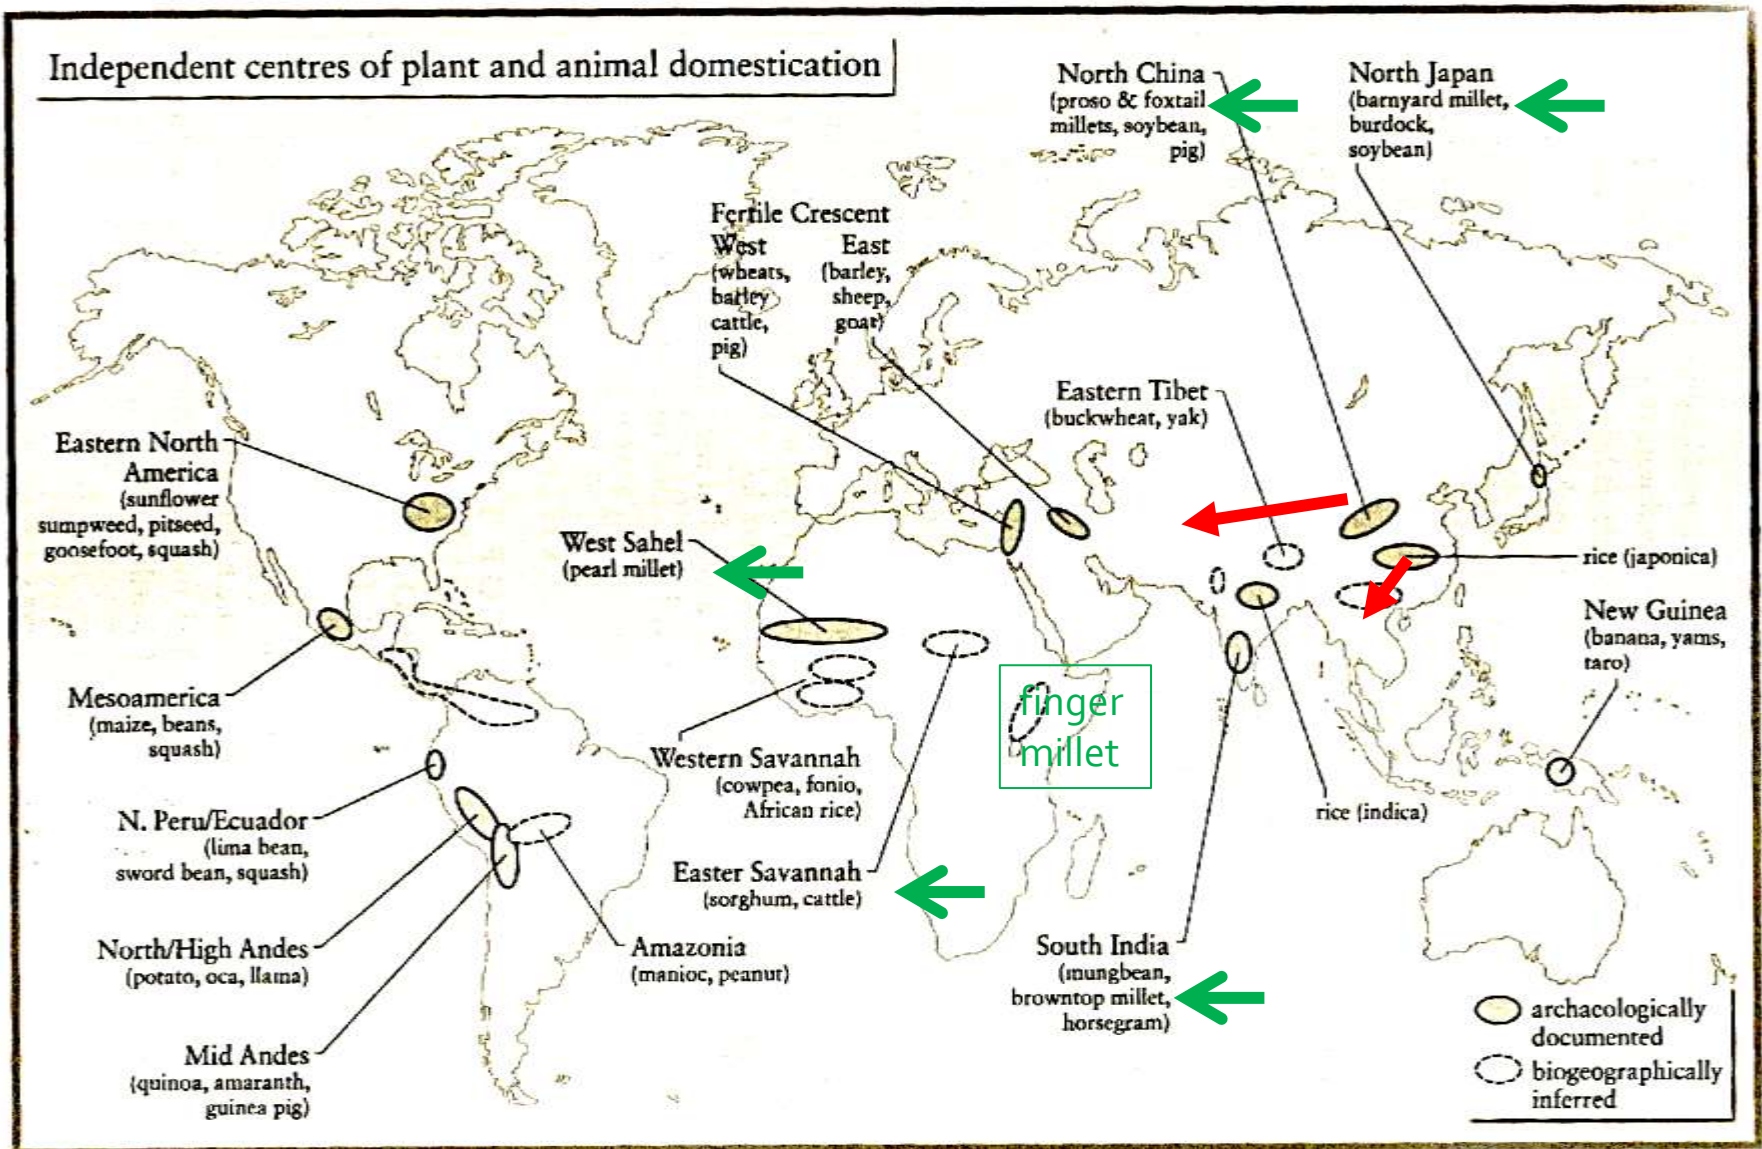 Independent centres of plant and animal domestication
North China
(proso & foxtail
millets, soybean,
pig)
North Japan
(barnyard millet,
burdock,
soybean)
Fertile Crescent
West
(wheats,
barley
cattle,
pig)
East
(barley,
sheep,
goat)
Eastern Tibet
(buckwheat, yak)
Eastern North
America
(sunflower
sumpweed, pitseed,
goosefoot, squash)
West Sahel
(pearl millet)
rice (japonica)
New Guinea
(banana, yams,
taro)
finger
millet
Mesoamerica
(maize, beans,
squash)
Western Savannah
(cowpea, fonio,
African rice)
N. Peru/Ecuador
(lima bean,
sword bean, squash)
rice (indica)
Easter Savannah
(sorghum, cattle)
North/High Andes
(potato, oca, llama)
Amazonia
(manioc, peanut)
South India
(mungbean,
browntop millet,
horsegram)
Mid Andes
(quinoa, amaranth,
guinea pig)
archaeologically
documented
biogeographically
inferred